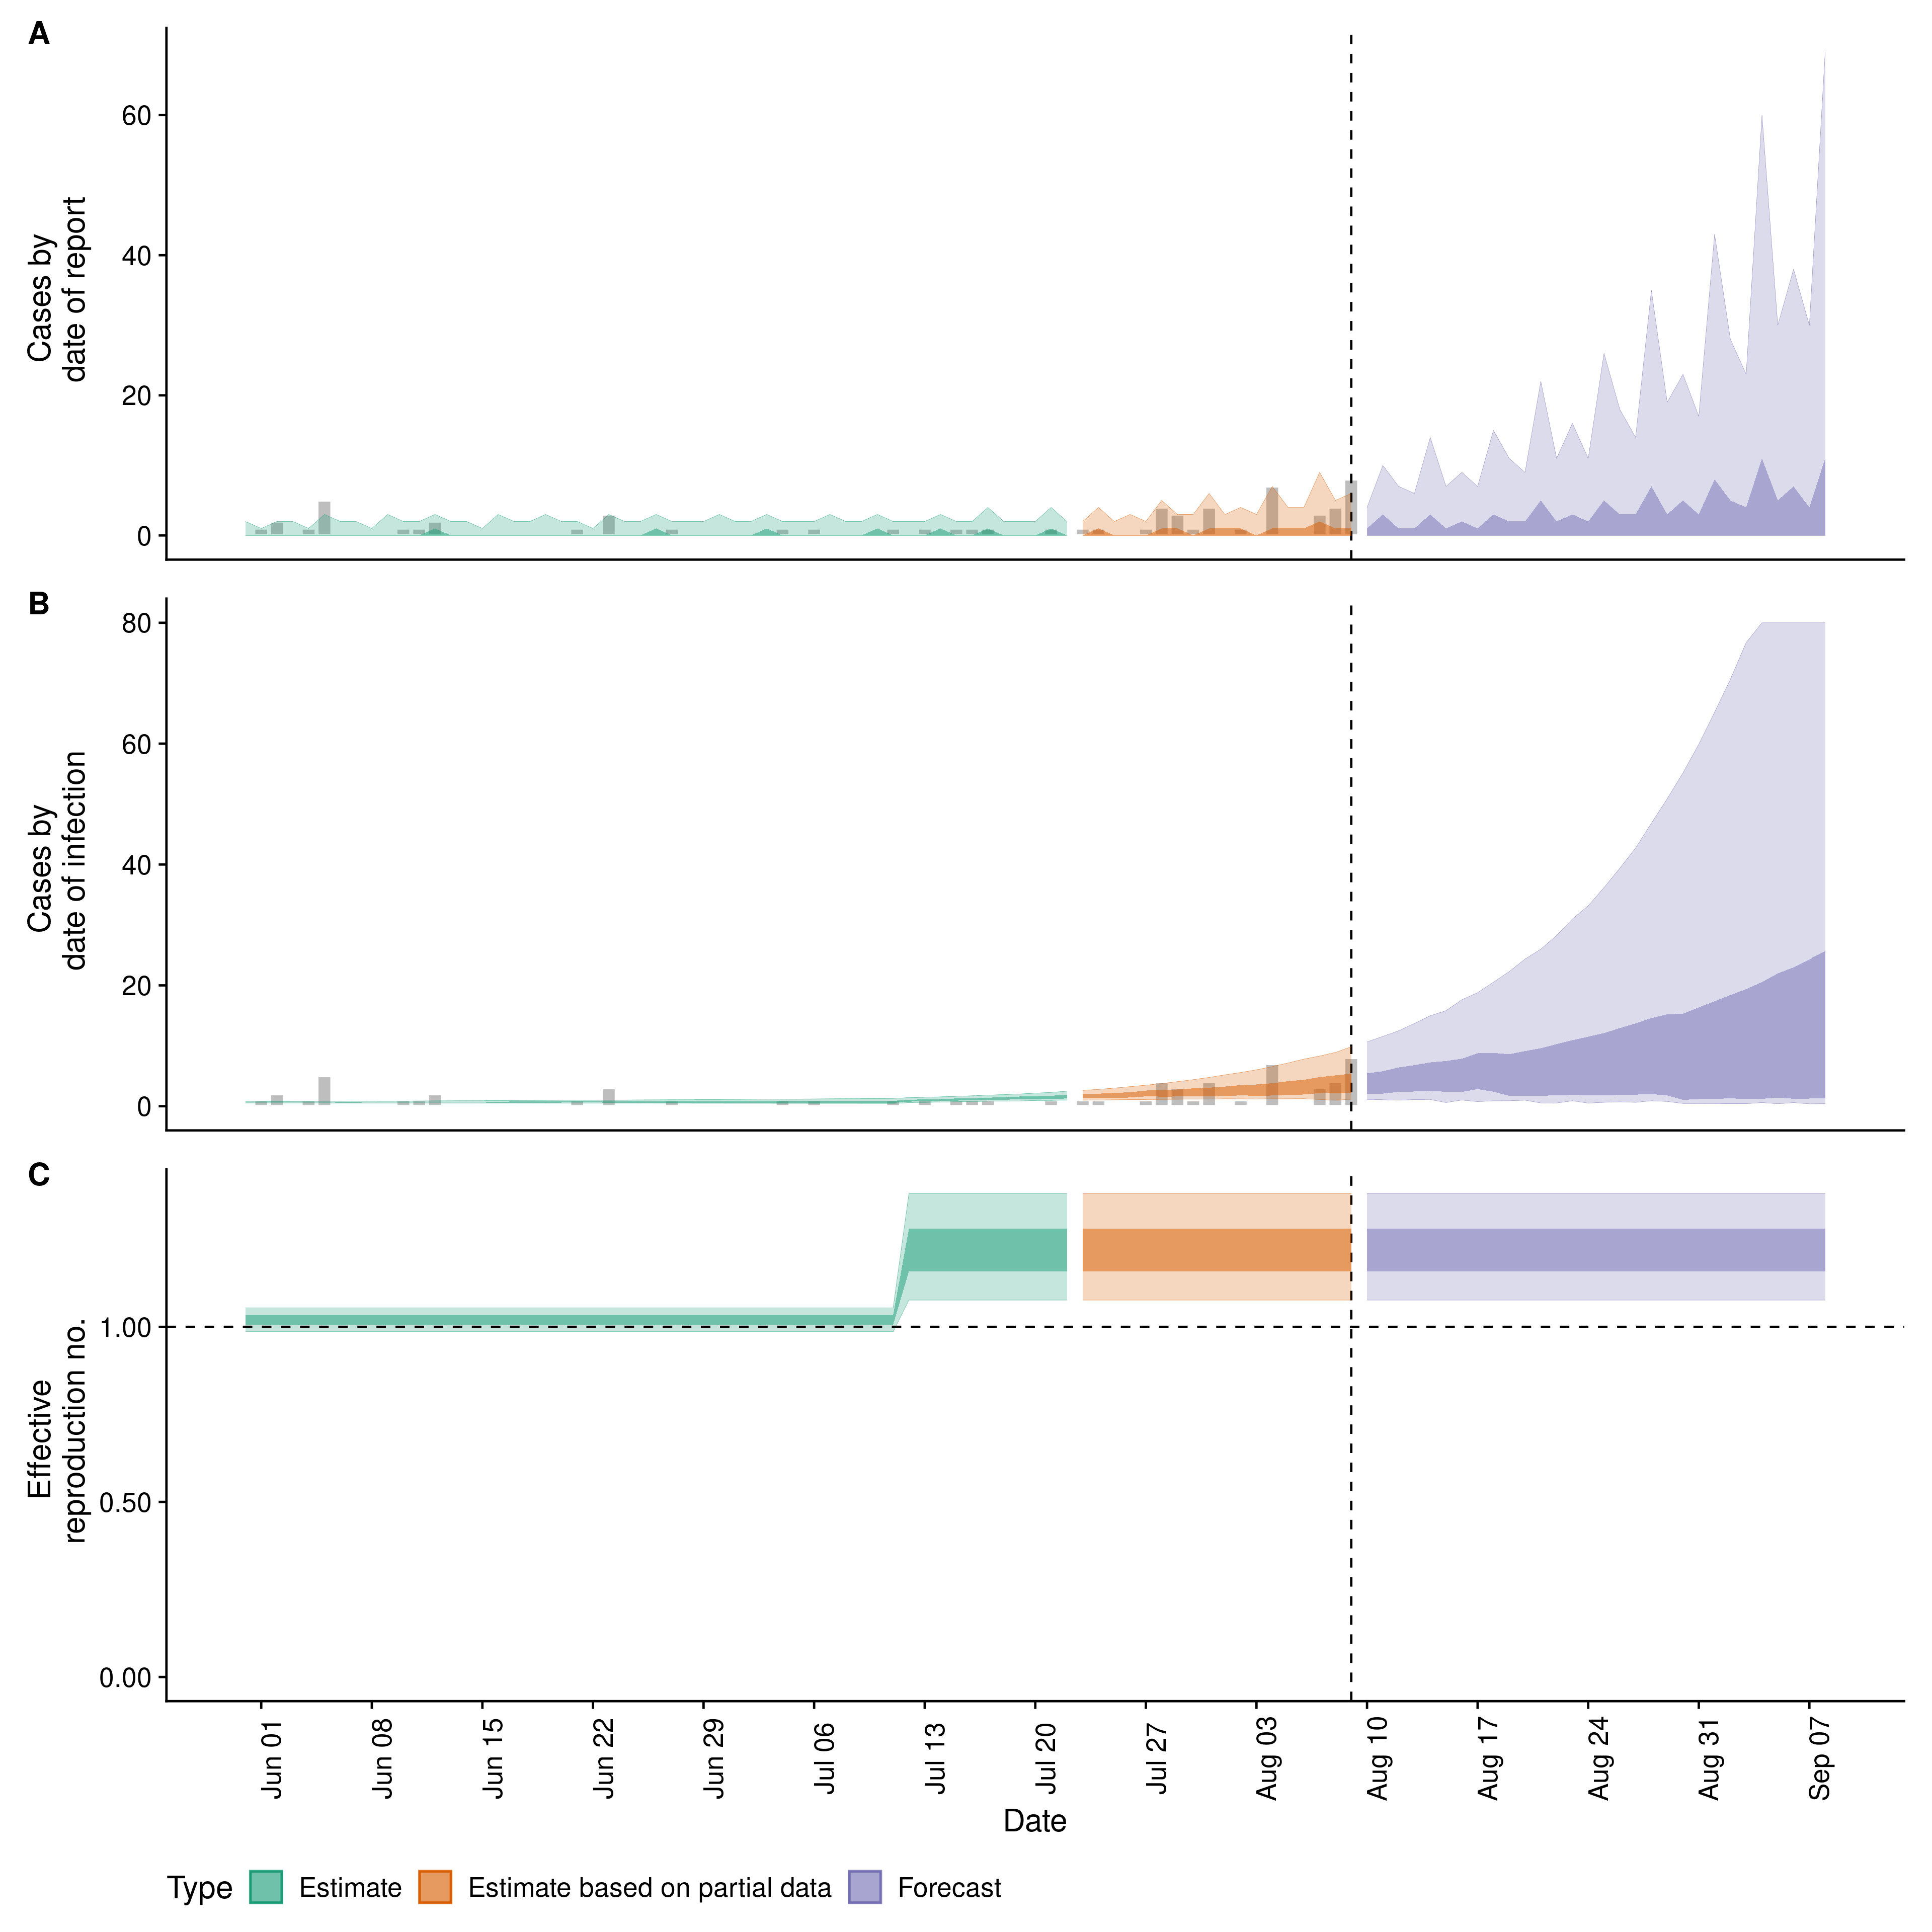 A
Cases by
date of report
60
40
20
0
B
Cases by
date of infection
80
60
40
20
0
C
Effective
reproduction no.
1.00
0.50
0.00
Jun 01
Jun 08
Jun 15
Jun 22
Jun 29
Jul 06
Jul 13
Jul 20
Jul 27
Aug 03
Aug 10
Aug 17
Aug 24
Aug 31
Sep 07
Date
Type Estimate Estimate based on partial data Forecast